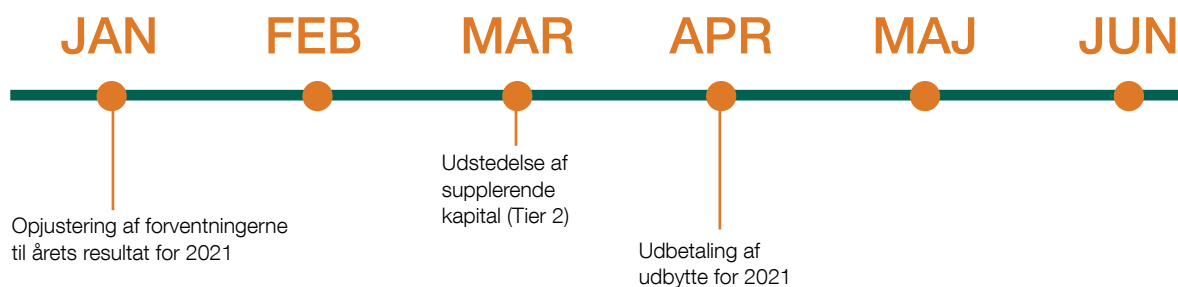 JAN FEB MAR APR MAJ JUN
Opjustering af forventningerne
til årets resultat for 2021
Udstedelse af
supplerende
kapital (Tier 2)
Udbetaling af
udbytte for 2021